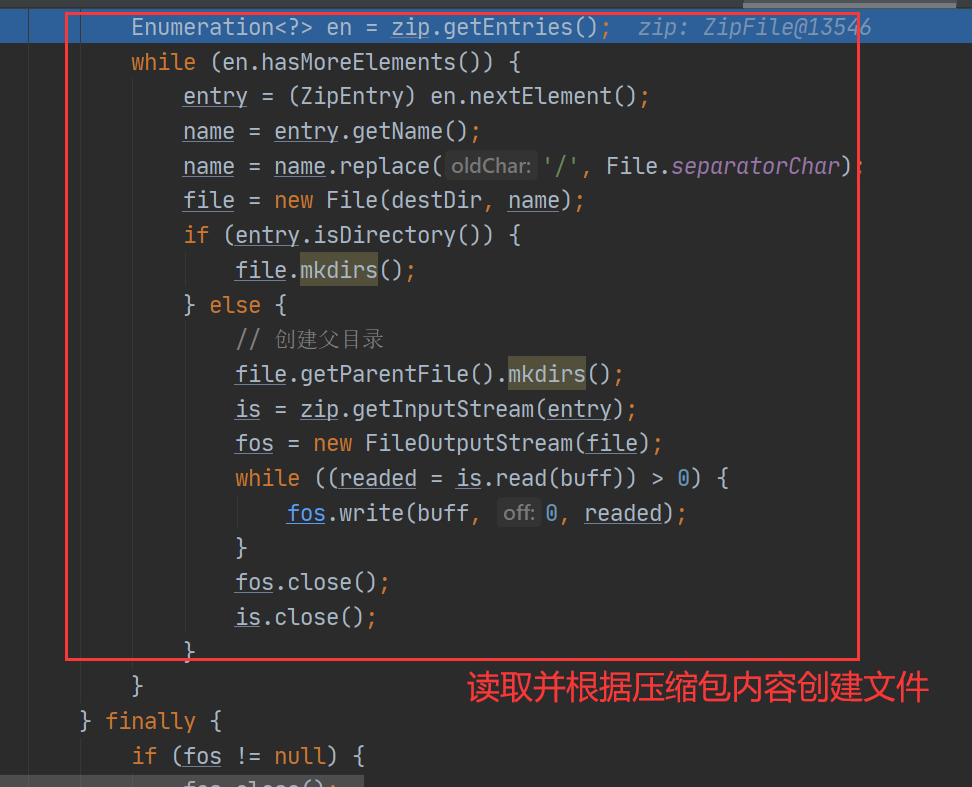 Enumeration<?> en = zip.getEntries(); zip: ZipFile@13546
while (en.hasMoreElements()) {
entry = (ZipEntry) en.nextElement();
name = entry.getName();
name = name.replace( oldChar: '/', File.separatorChar);
file = new File(destDir, name);
if (entry.isDirectory()) {
file.mkdirs();
} else {
// 创建父目录
file.getParentFile().mkdirs();
is = zip.getInputStream(entry);
fos = new FileOutputStream(file);
while ((readed = is.read(buff)) > 0) {
fos.write(buff, off: 0, readed);
}
fos.close();
is.close();
}
读取并根据压缩包内容创建文件
}
} finally {
if (fos != null) {
fos.close();